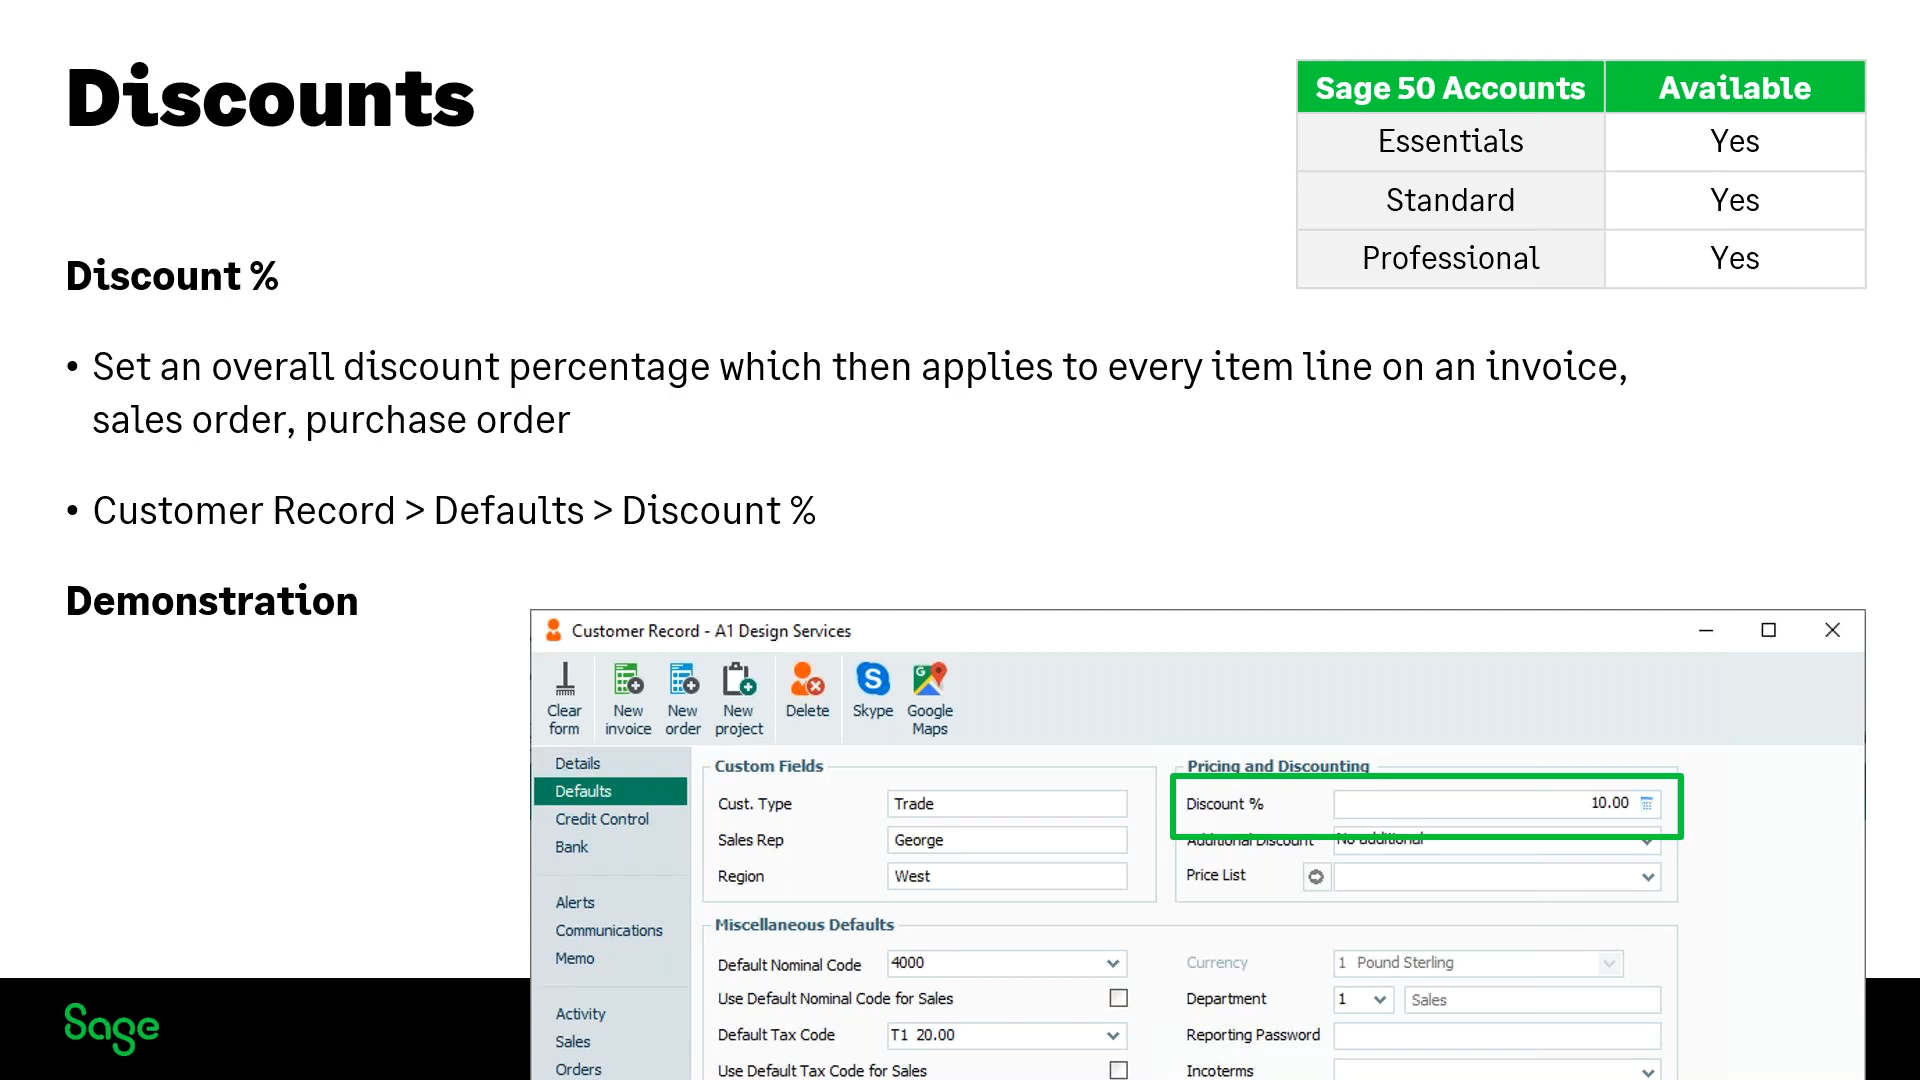 Discounts
Sage 50 Accounts Available
Essentials Yes
Standard Yes
Professional Yes
Discount %
• Set an overall discount percentage which then applies to every item line on an invoice,
sales order, purchase order
• Customer Record > Defaults > Discount %
Demonstration
Customer Record - A1 Design Services
Clear form
New invoice
New order
New project
Delete
Skype
Google Maps
Details
Defaults
Credit Control
Bank
Alerts
Communications
Memo
Activity
Sales
Orders
Custom Fields
Cust. Type Trade
Sales Rep George
Region West
Pricing and Discounting
Discount % 10.00
Additional Discount No additional
Price List
Miscellaneous Defaults
Default Nominal Code 4000
Use Default Nominal Code for Sales
Default Tax Code T1 20.00
Use Default Tax Code for Sales
Currency 1 Pound Sterling
Department 1 Sales
Reporting Password
Incoterms
Sage